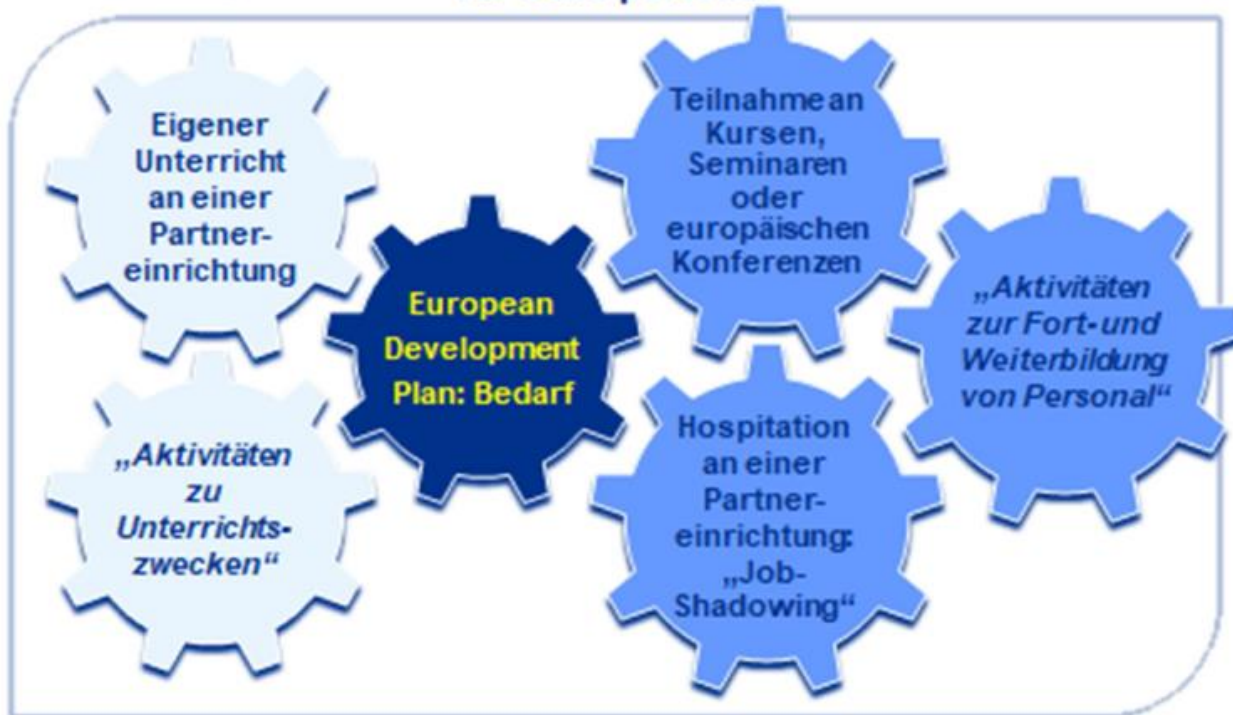 Eigener
Unterricht
an einer
Partner-
einrichtung
„Aktivitäten
zu
Unterrichts-
zwecken“
European
Development
Plan: Bedarf
Teilnahme an
Kursen,
Seminaren
oder
europäischen
Konferenzen
Hospitation
an einer
Partner-
einrichtung:
„Job-
Shadowing“
„Aktivitäten
zur Fort- und
Weiterbildung
von Personal“